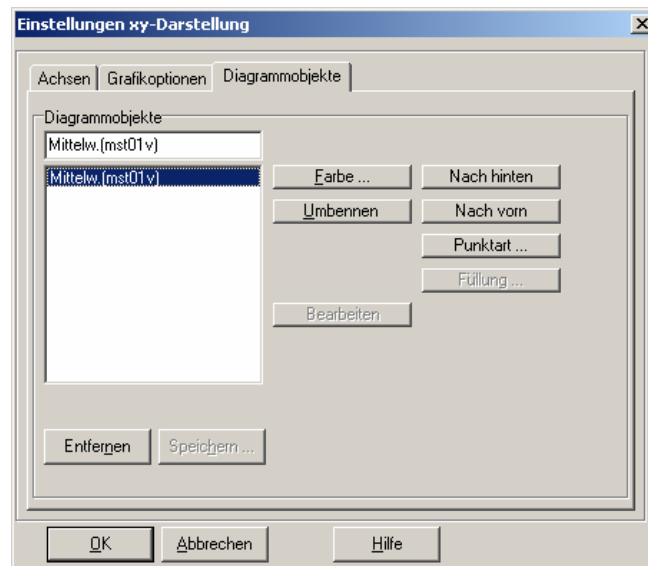 Einstellungen xy-Darstellung
Achsen Grafikoptionen Diagrammobjekte
Diagrammobjekte
Mittelw.(mst01v)
Mittelw.(mst01v)
Farbe ... Nach hinten
Umbennen Nach vorn
Punktart ...
Füllung ...
Bearbeiten
Entfernen Speichern ...
OK Abbrechen Hilfe